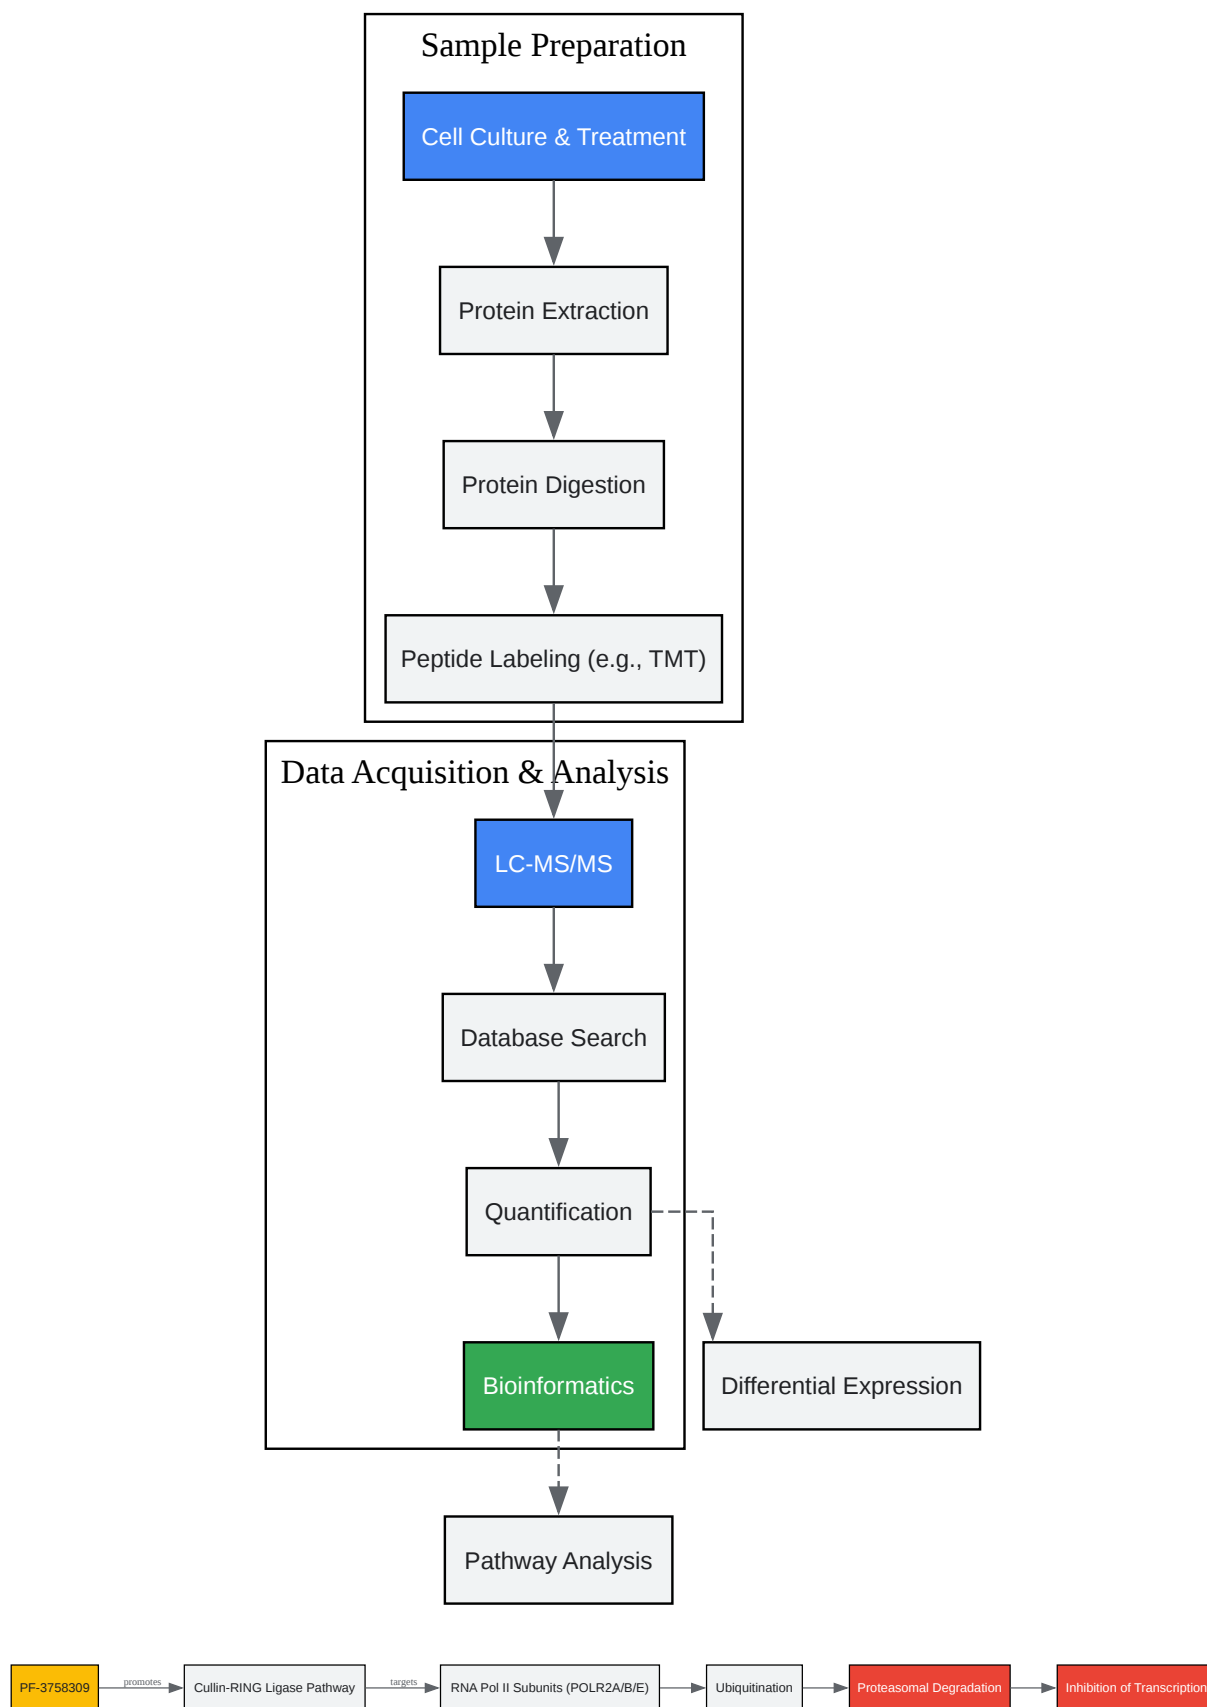 Sample Preparation
Cell Culture & Treatment
Protein Extraction
Protein Digestion
Peptide Labeling (e.g., TMT)
Data Acquisition & Analysis
LC-MS/MS
Database Search
Quantification
Bioinformatics
Differential Expression
Pathway Analysis
PF-3758309
promotes
Cullin-RING Ligase Pathway
targets
RNA Pol II Subunits (POLR2A/B/E)
Ubiquitination
Proteasomal Degradation
Inhibition of Transcription